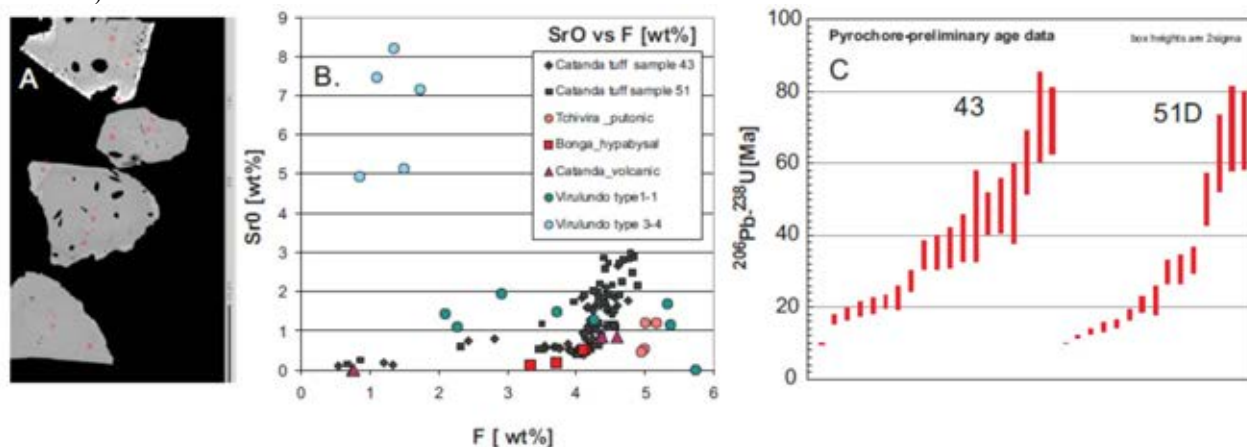 A
B.
SrO vs F [wt%]
Catanda tuff sample 43
Catanda tuff sample 51
Tchivira _putonic
Bonga_hypabysal
Catanda_volcanic
Virulundo type1-1
Virulundo type 3-4
Sr0 [wt%]
9
8
7
6
5
4
3
2
1
0
0 1 2 3 4 5 6
F [ wt%]
Pyrochore-preliminary age data
box heights are 2sigma
C
43
51D
206Pb-238U[Ma]
100
80
60
40
20
0